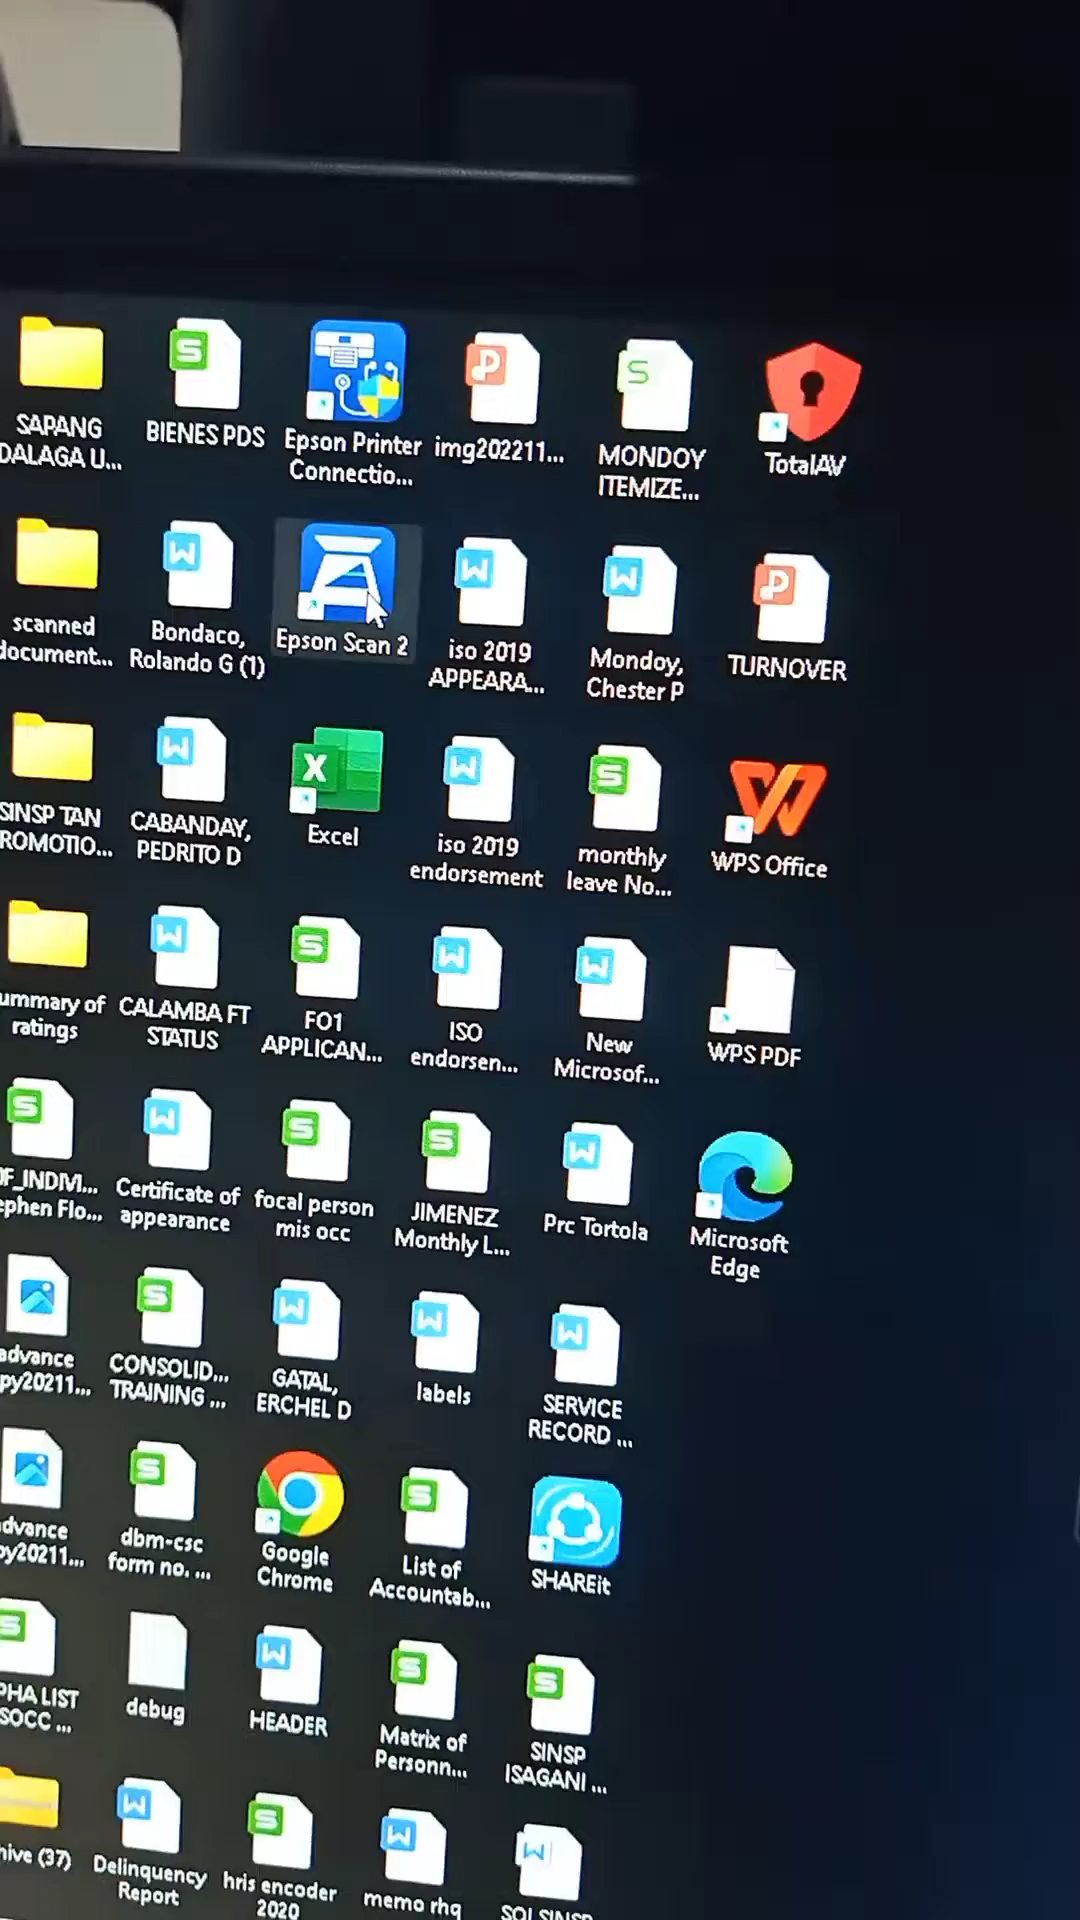 SAPANG
DALAGA U...
BIENES PDS
Epson Printer
Connectio...
img202211...
MONDOY
ITEMIZE...
TotalAV
scanned
document...
Bondaco,
Rolando G (1)
Epson Scan 2
iso 2019
APPEARA...
Mondoy,
Chester P
TURNOVER
SINSP TAN
ROMOTIO...
CABANDAY,
PEDRITO D
Excel
iso 2019
endorsement
monthly
leave No...
WPS Office
ummary of
ratings
CALAMBA FT
STATUS
FO1
APPLICAN...
ISO
endorsen...
New
Microsof...
WPS PDF
F_INDIVI...
ephen Flo...
Certificate of
appearance
focal person
mis occ
JIMENEZ
Monthly L...
Prc Tortola
Microsoft
Edge
advance
py20211...
CONSOLID...
TRAINING ...
GATAL,
ERCHEL D
labels
SERVICE
RECORD ...
dvance
py20211...
dbm-csc
form no. ...
Google
Chrome
List of
Accountab...
SHAREit
PHA LIST
SOCC ...
debug
HEADER
Matrix of
Personn...
SINSP
ISAGANI ...
hive (37)
Delinquency
Report
hris encoder
2020
memo rhq